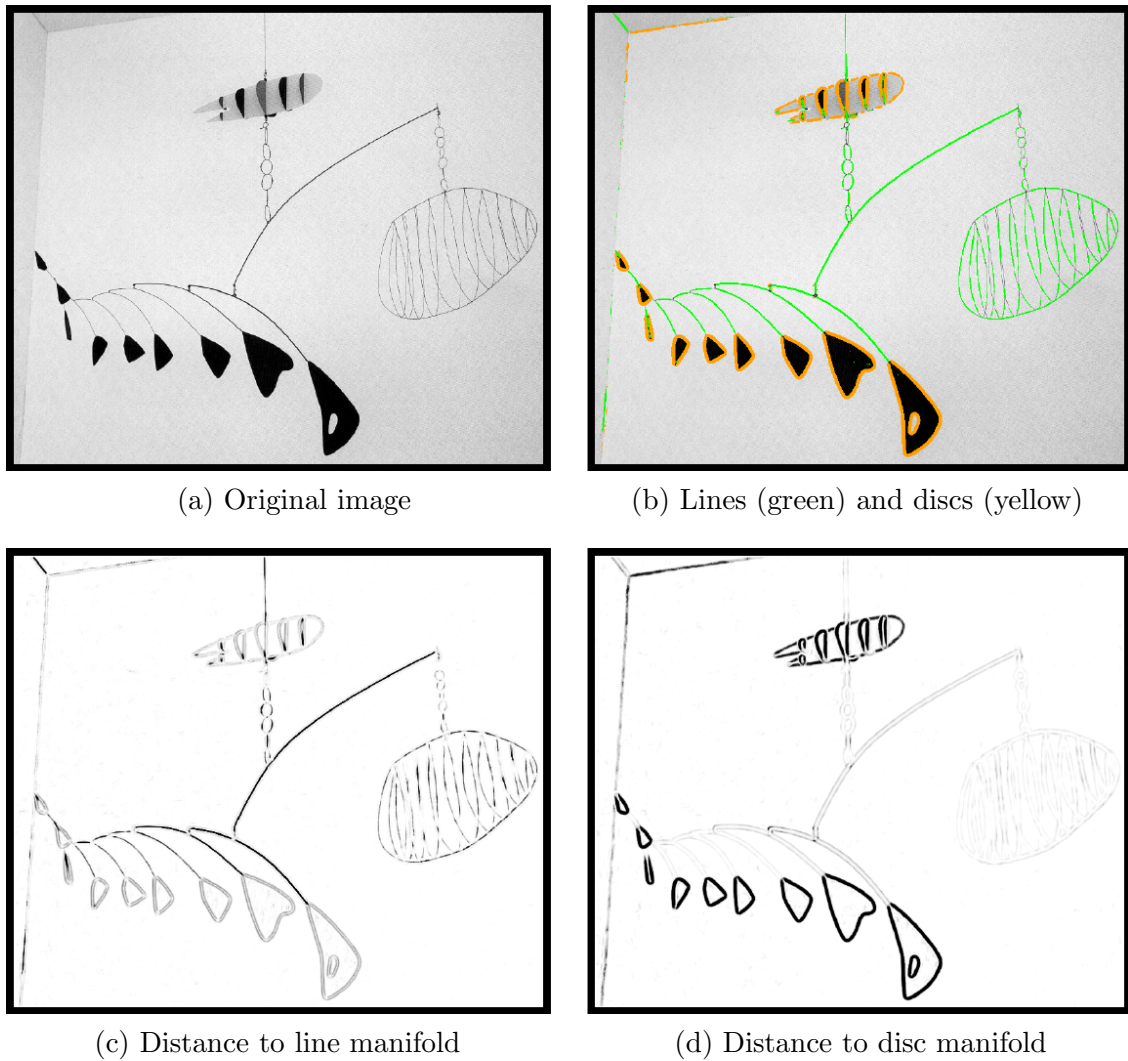 (a) Original image
(b) Lines (green) and discs (yellow)
(c) Distance to line manifold
(d) Distance to disc manifold